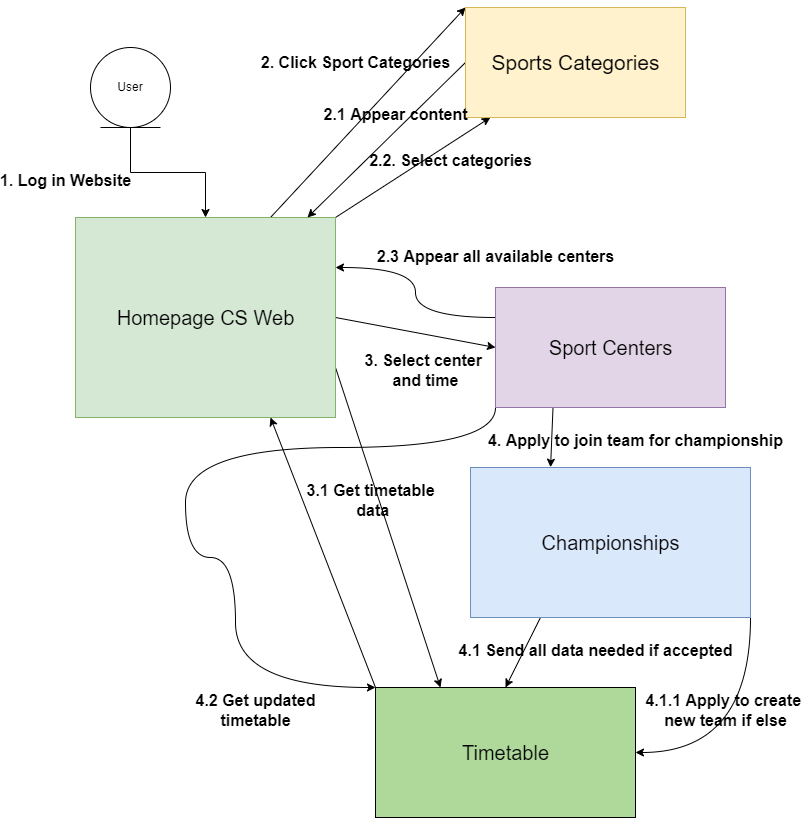 Sports Categories
2. Click Sport Categories
User
2.1 Appear content
2.2. Select categories
1. Log in Website
2.3 Appear all available centers
Homepage CS Web
Sport Centers
3. Select center
and time
4. Apply to join team for championship
3.1 Get timetable
data
Championships
4.1 Send all data needed if accepted
4.2 Get updated
timetable
4.1.1 Apply to create
new team if else
Timetable